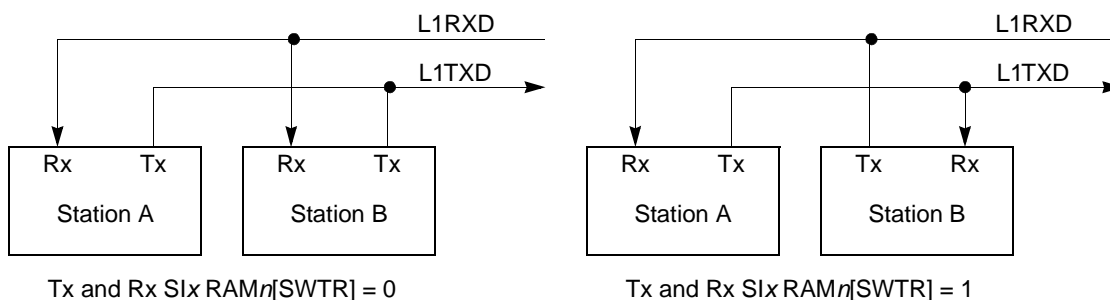 L1RXD
L1TXD
Rx Tx
Station A
Rx Tx
Station B
Tx and Rx SIx RAMn[SWTR] = 0
L1RXD
L1TXD
Rx Tx
Station A
Tx Rx
Station B
Tx and Rx SIx RAMn[SWTR] = 1